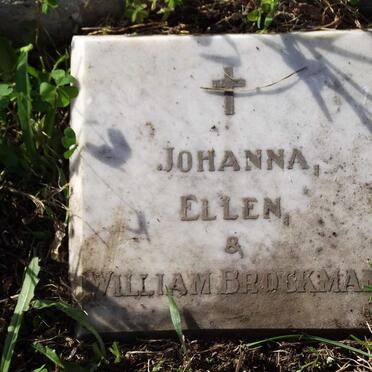 JOHANNA,
ELLEN,
&
WILLIAM BROCKMAN